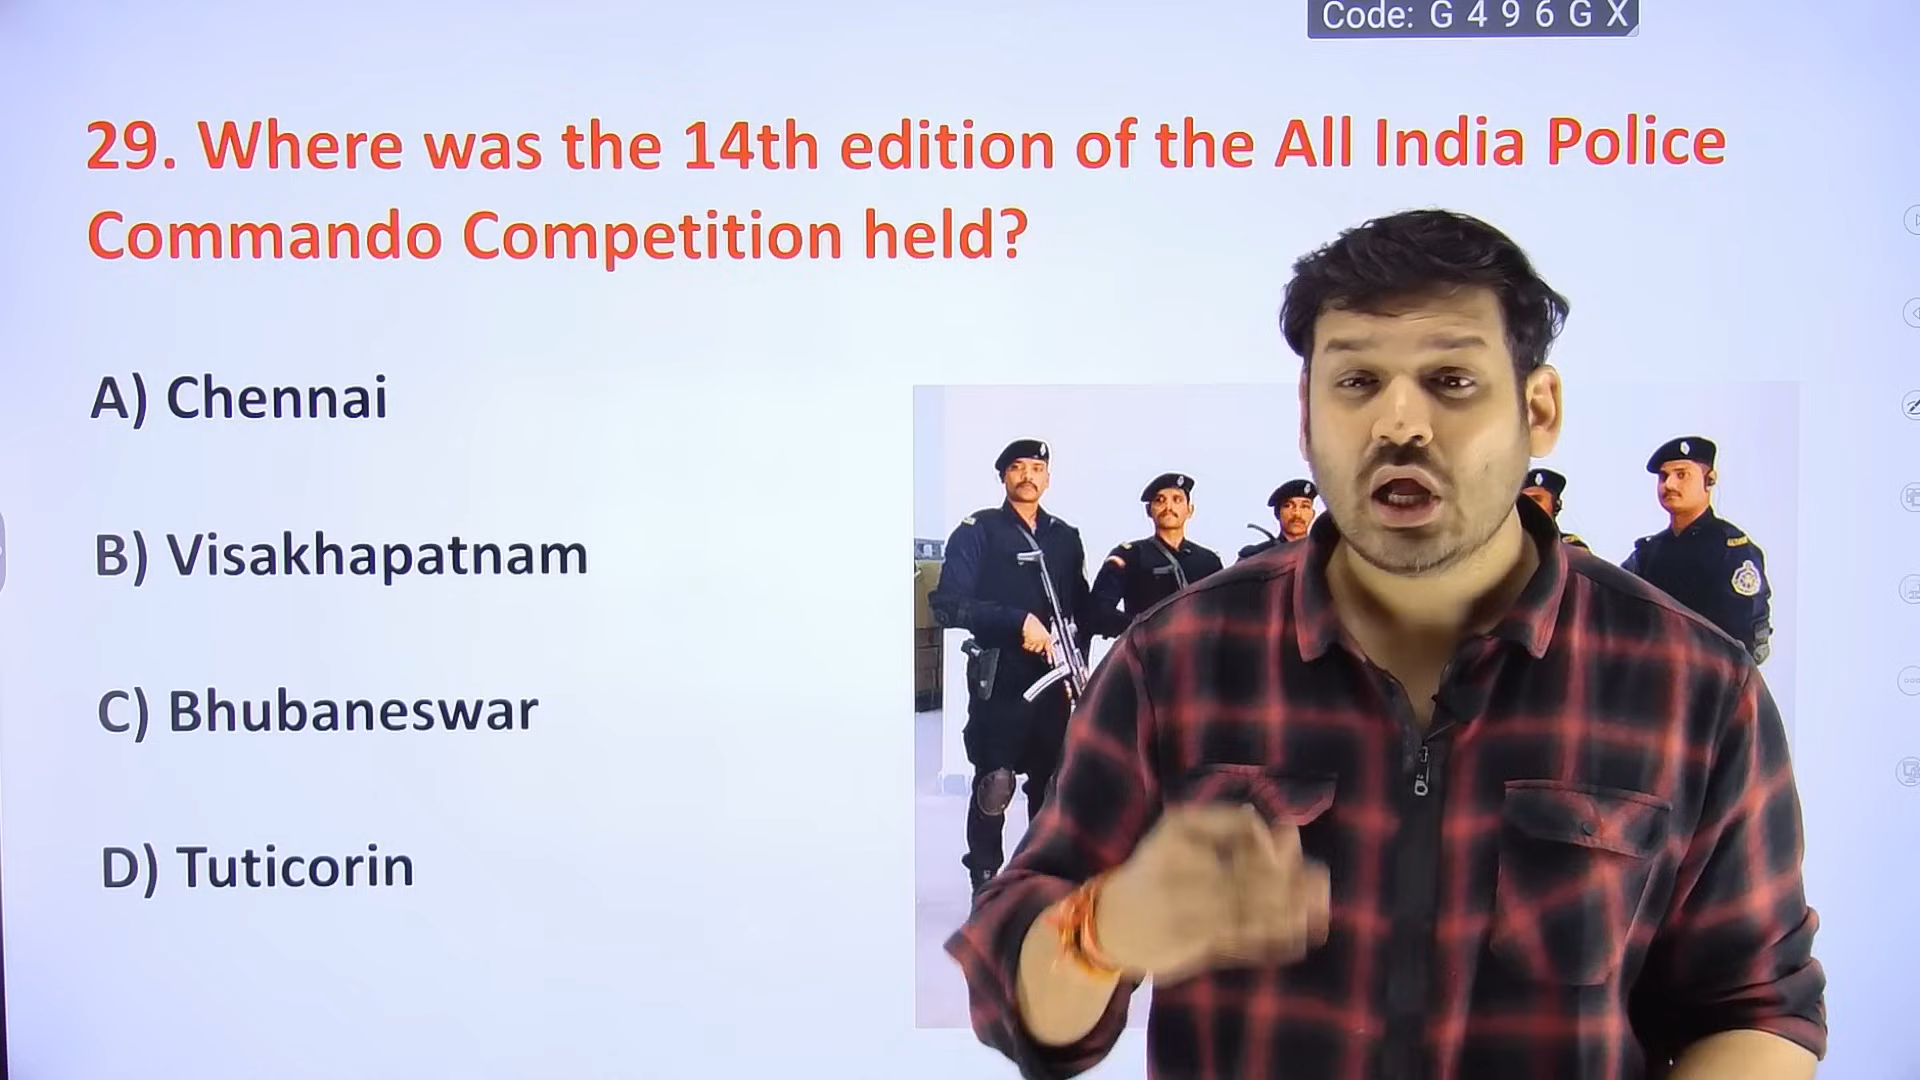 Code: G 4 9 6 G X
29. Where was the 14th edition of the All India Police
Commando Competition held?
A) Chennai
B) Visakhapatnam
C) Bhubaneswar
D) Tuticorin